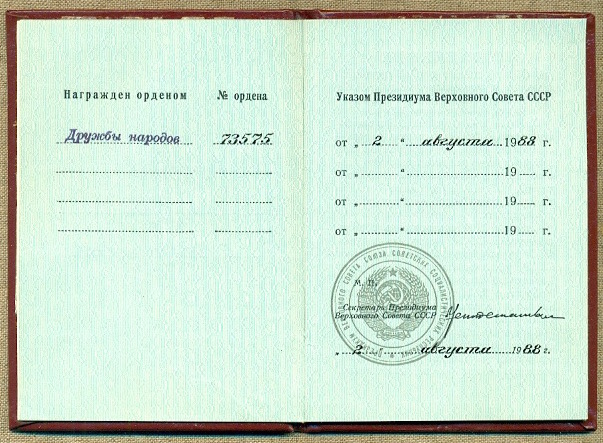 Награжден орденом № ордена
Дружбы народов 73575
Указом Президиума Верховного Совета СССР
от „ 2 “ августа 1988 г.
от „ “ 19 г.
от „ “ 19 г.
от „ “ 19 г.
М. П.
Секретарь Президиума
Верховного Совета СССР
„ 2 “ августа 1988 г.